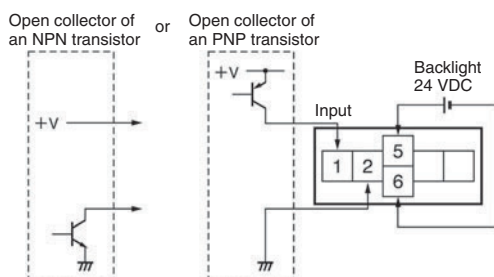 Open collector of
an NPN transistor
or
Open collector of
an PNP transistor
+V
+V
Input
Backlight
24 VDC
1 2 5
6